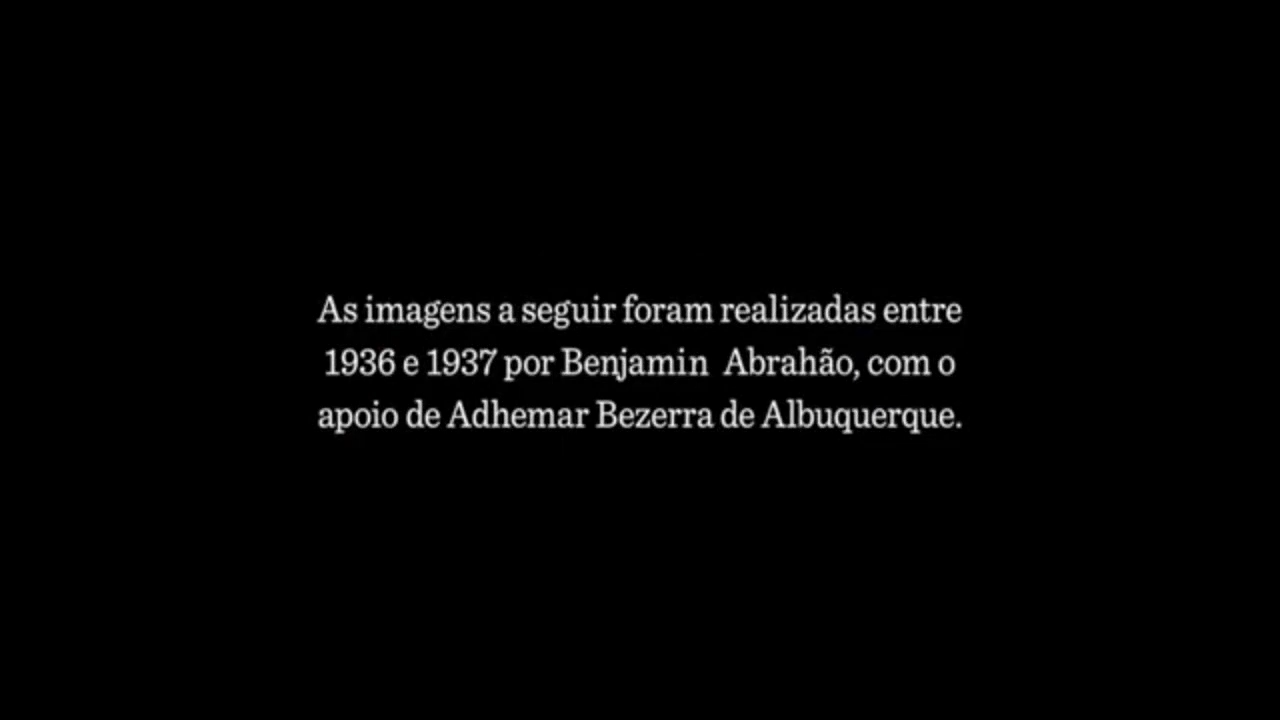 As imagens a seguir foram realizadas entre
1936 e 1937 por Benjamin  Abrahão, com o
apoio de Adhemar Bezerra de Albuquerque.